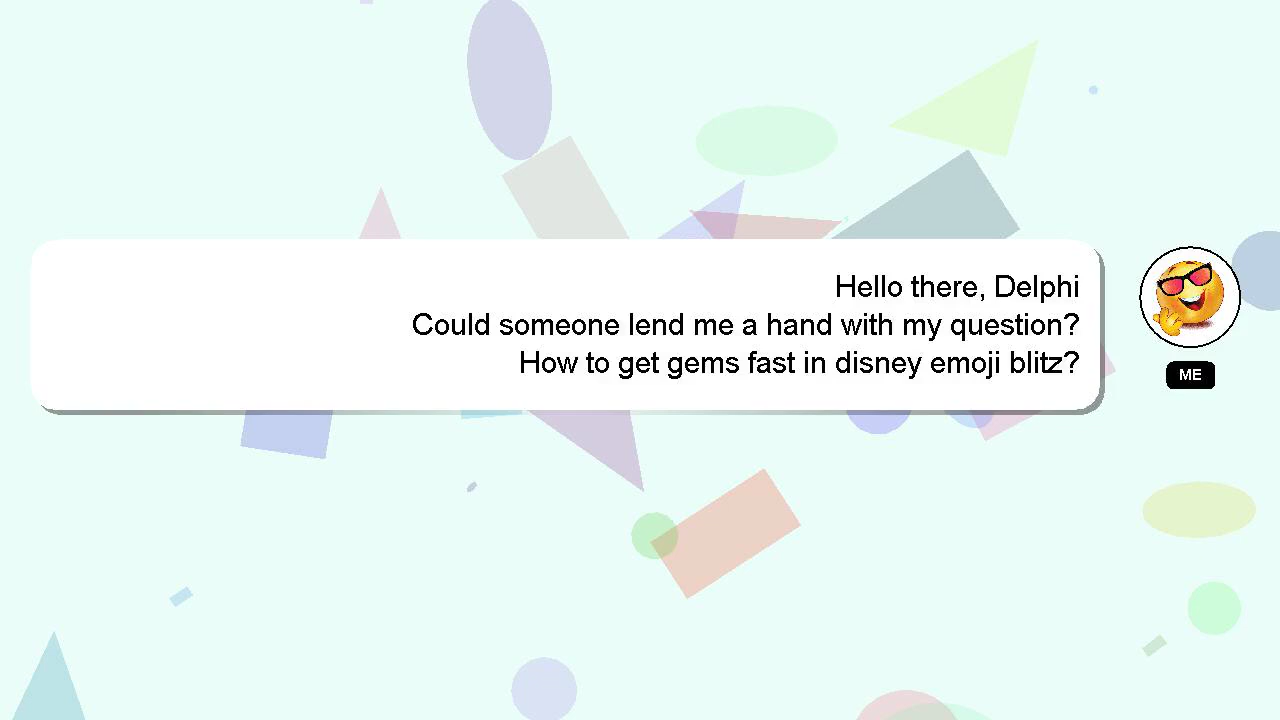 Hello there, Delphi
Could someone lend me a hand with my question?
How to get gems fast in disney emoji blitz?
ME